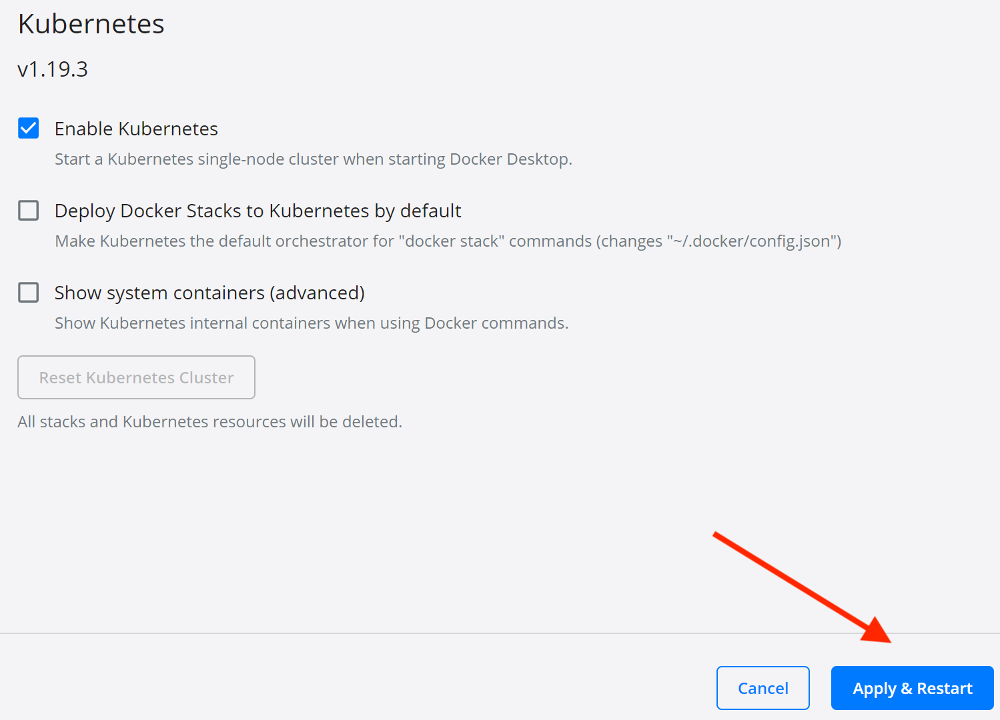 Kubernetes
v1.19.3
Enable Kubernetes
Start a Kubernetes single-node cluster when starting Docker Desktop.
Deploy Docker Stacks to Kubernetes by default
Make Kubernetes the default orchestrator for "docker stack" commands (changes "~/.docker/config.json")
Show system containers (advanced)
Show Kubernetes internal containers when using Docker commands.
Reset Kubernetes Cluster
All stacks and Kubernetes resources will be deleted.
Cancel
Apply & Restart